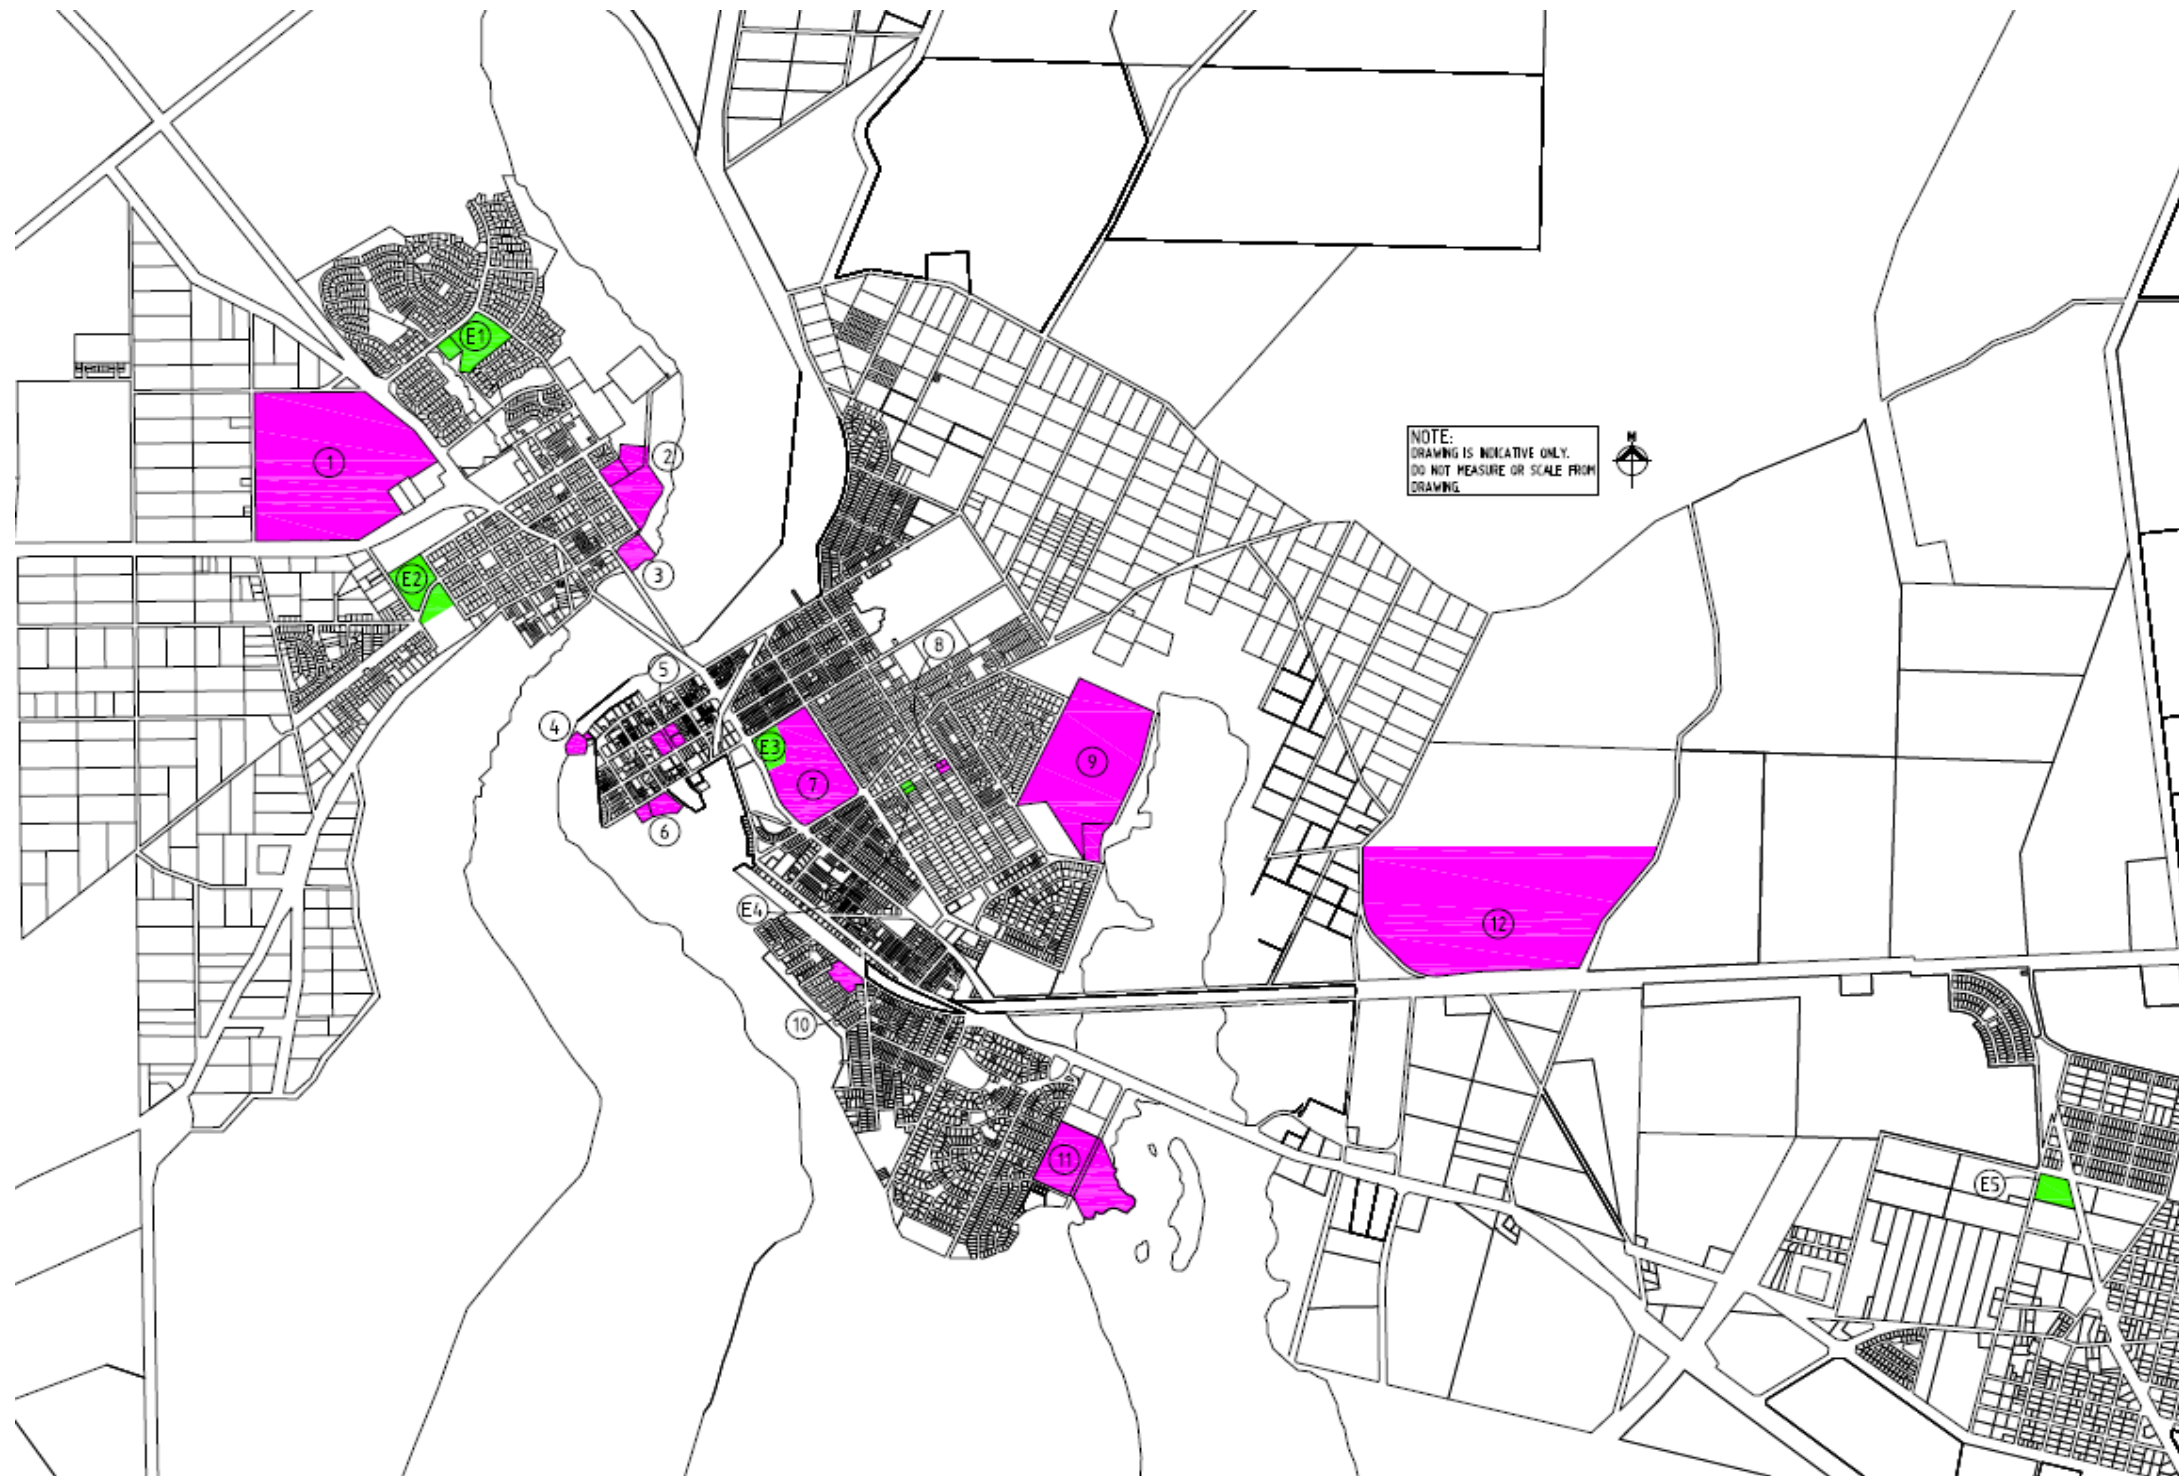 E1
NOTE:
DRAWING IS INDICATIVE ONLY.
DO NOT MEASURE OR SCALE FROM
DRAWING.
N
1
2
E2
3
8
5
4
E3
7
9
6
E4
12
10
11
E5